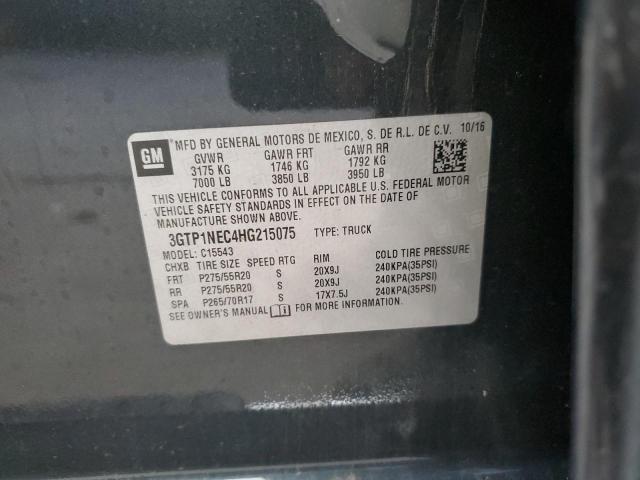 GM
MFD BY GENERAL MOTORS DE MEXICO, S. DE R.L. DE C.V. 10/16
GVWR GAWR FRT GAWR RR
3175 KG 1746 KG 1792 KG
7000 LB 3850 LB 3950 LB
THIS VEHICLE CONFORMS TO ALL APPLICABLE U.S. FEDERAL MOTOR
VEHICLE SAFETY STANDARDS IN EFFECT ON THE DATE OF
MANUFACTURE SHOWN ABOVE.
3GTP1NEC4HG215075 TYPE: TRUCK
MODEL: C15543
CHXB TIRE SIZE SPEED RTG RIM COLD TIRE PRESSURE
FRT P275/55R20 S 20X9J 240KPA(35PSI)
RR P275/55R20 S 20X9J 240KPA(35PSI)
SPA P265/70R17 S 17X7.5J 240KPA(35PSI)
SEE OWNER'S MANUAL FOR MORE INFORMATION.